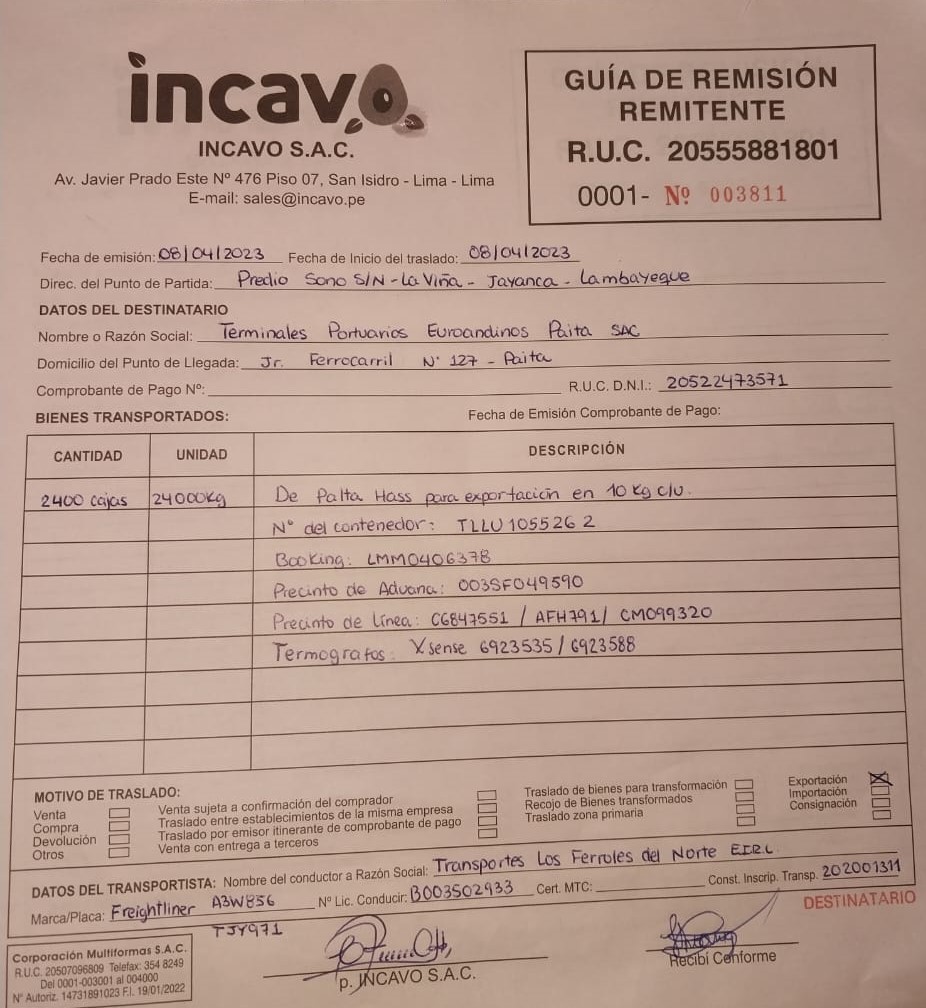 incavo
INCAVO S.A.C.
Av. Javier Prado Este Nº 476 Piso 07, San Isidro - Lima - Lima
E-mail: sales@incavo.pe
GUÍA DE REMISIÓN
REMITENTE
R.U.C. 20555881801
0001- Nº 003811
Fecha de emisión: 08/04/2023 Fecha de Inicio del traslado: 08/04/2023
Direc. del Punto de Partida: Predio Sono S/N - La Viña - Jayanca - Lambayeque
DATOS DEL DESTINATARIO
Nombre o Razón Social: Terminales Portuarios Euroandinos Paita SAC
Domicilio del Punto de Llegada: Jr. Ferrocarril Nº 127 - Paita
Comprobante de Pago Nº: R.U.C. D.N.I.: 20522473571
BIENES TRANSPORTADOS: Fecha de Emisión Comprobante de Pago:
CANTIDAD UNIDAD DESCRIPCIÓN
2400 cajas 24000kg De Palta Hass para exportación en 10 kg c/u.
Nº del contenedor: TLLU 105526 2
Booking: LMM0406378
Precinto de Aduana: 003SF049590
Precinto de Línea: C6847551 / AFH791 / CM099320
Termografos: Xsense 6923535 / 6923588
MOTIVO DE TRASLADO:
Venta
Compra
Devolución
Otros
Venta sujeta a confirmación del comprador
Traslado entre establecimientos de la misma empresa
Traslado por emisor itinerante de comprobante de pago
Venta con entrega a terceros
Traslado de bienes para transformación
Recojo de Bienes transformados
Traslado zona primaria
Exportación
Importación
Consignación
DATOS DEL TRANSPORTISTA: Nombre del conductor a Razón Social: Transportes Los Ferroles del Norte E.I.R.L.
Marca/Placa: Freightliner A3W856 Nº Lic. Conducir: B003502933 Cert. MTC: Const. Inscrip. Transp. 202001311
TJY971
DESTINATARIO
Corporación Multiformas S.A.C.
R.U.C. 20507096809 Telefax: 354 8249
Del 0001-003001 al 004000
Nº Autoriz. 14731891023 F.I. 19/01/2022
p. INCAVO S.A.C.
Recibí Conforme